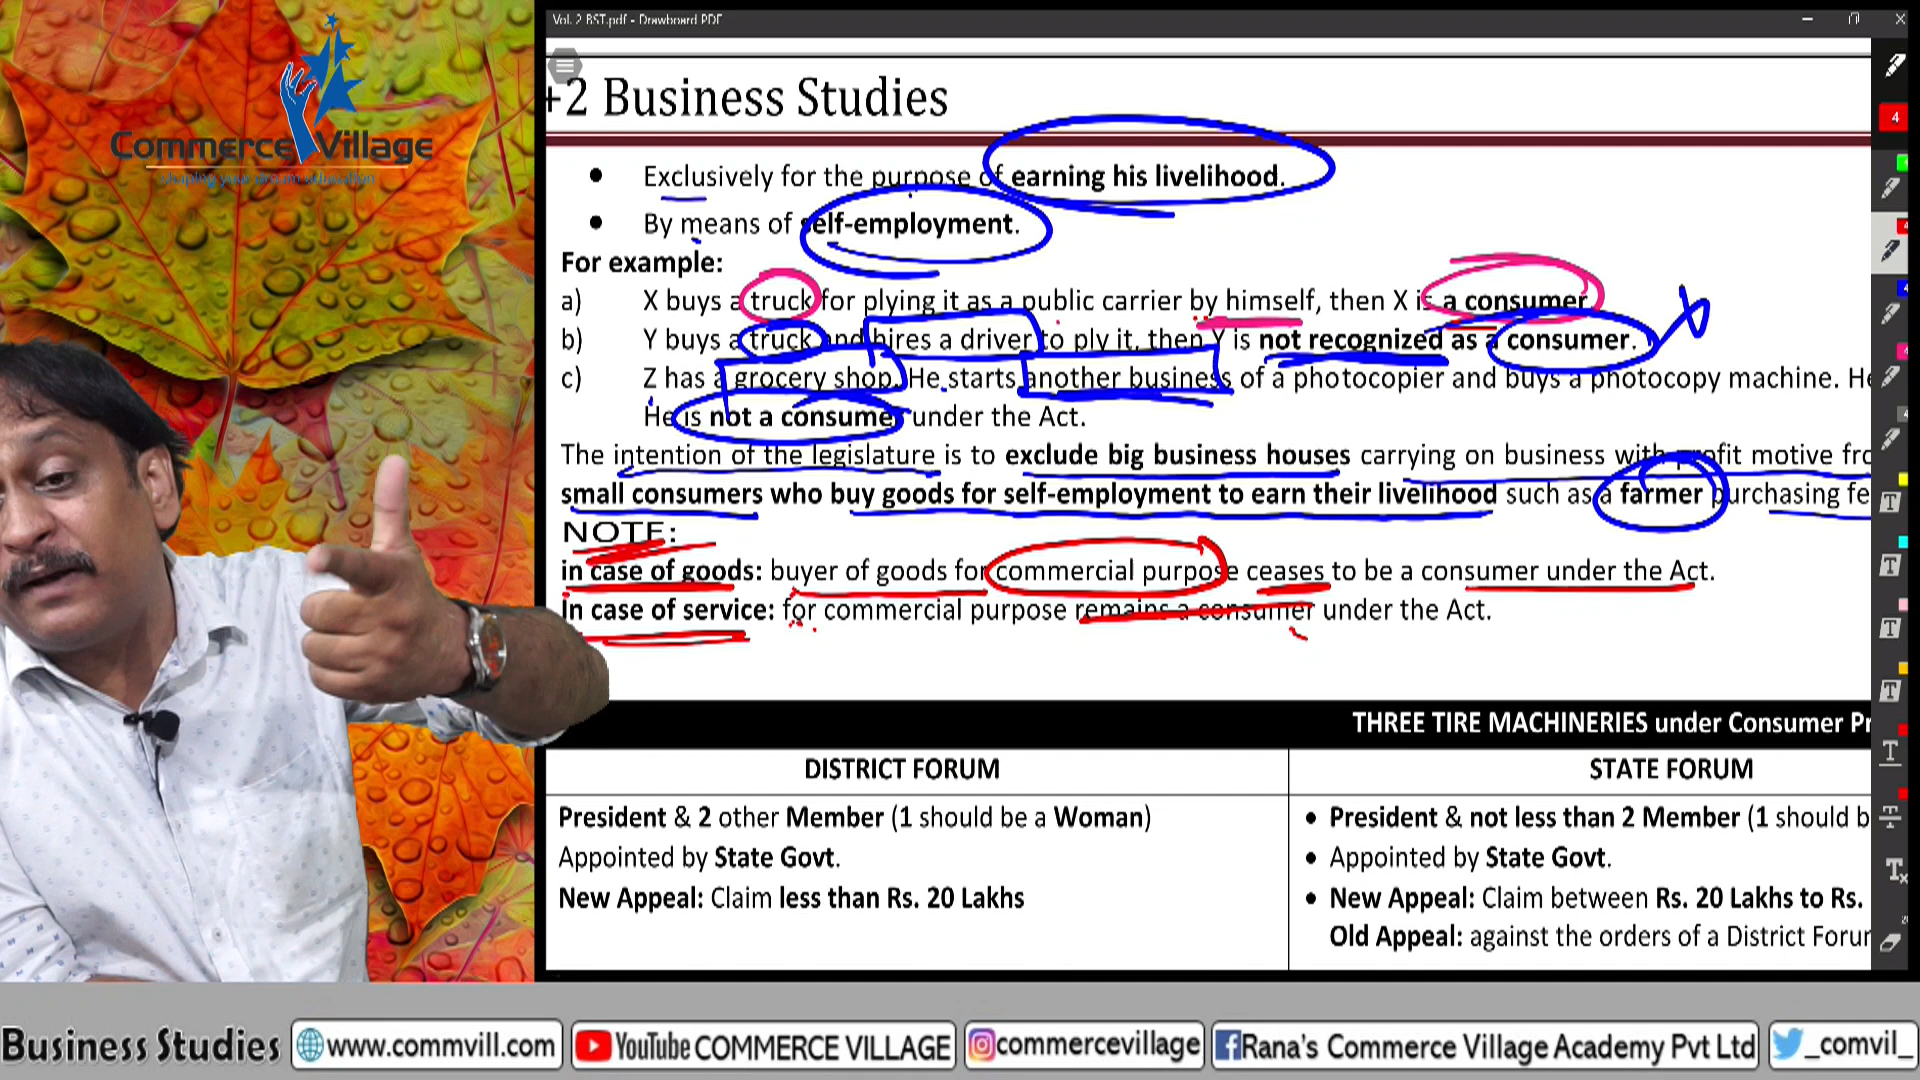 Vol. 2 BST.pdf - Drawboard PDF
Commerce Village
shaping your dream education
+2 Business Studies
• Exclusively for the purpose of earning his livelihood.
• By means of self-employment.
For example:
a) X buys a truck for plying it as a public carrier by himself, then X is a consumer
b) Y buys a truck and hires a driver to ply it, then Y is not recognized as a consumer.
c) Z has a grocery shop. He starts another business of a photocopier and buys a photocopy machine. He
He is not a consumer under the Act.
The intention of the legislature is to exclude big business houses carrying on business with profit motive fro
small consumers who buy goods for self-employment to earn their livelihood such as a farmer purchasing fe
NOTE:
in case of goods: buyer of goods for commercial purpose ceases to be a consumer under the Act.
In case of service: for commercial purpose remains a consumer under the Act.
THREE TIRE MACHINERIES under Consumer Pr
DISTRICT FORUM
STATE FORUM
President & 2 other Member (1 should be a Woman)
Appointed by State Govt.
New Appeal: Claim less than Rs. 20 Lakhs
• President & not less than 2 Member (1 should b
• Appointed by State Govt.
• New Appeal: Claim between Rs. 20 Lakhs to Rs.
Old Appeal: against the orders of a District Forum
Business Studies
www.commvill.com
YouTube COMMERCE VILLAGE
commercevillage
Rana's Commerce Village Academy Pvt Ltd
_comvil_